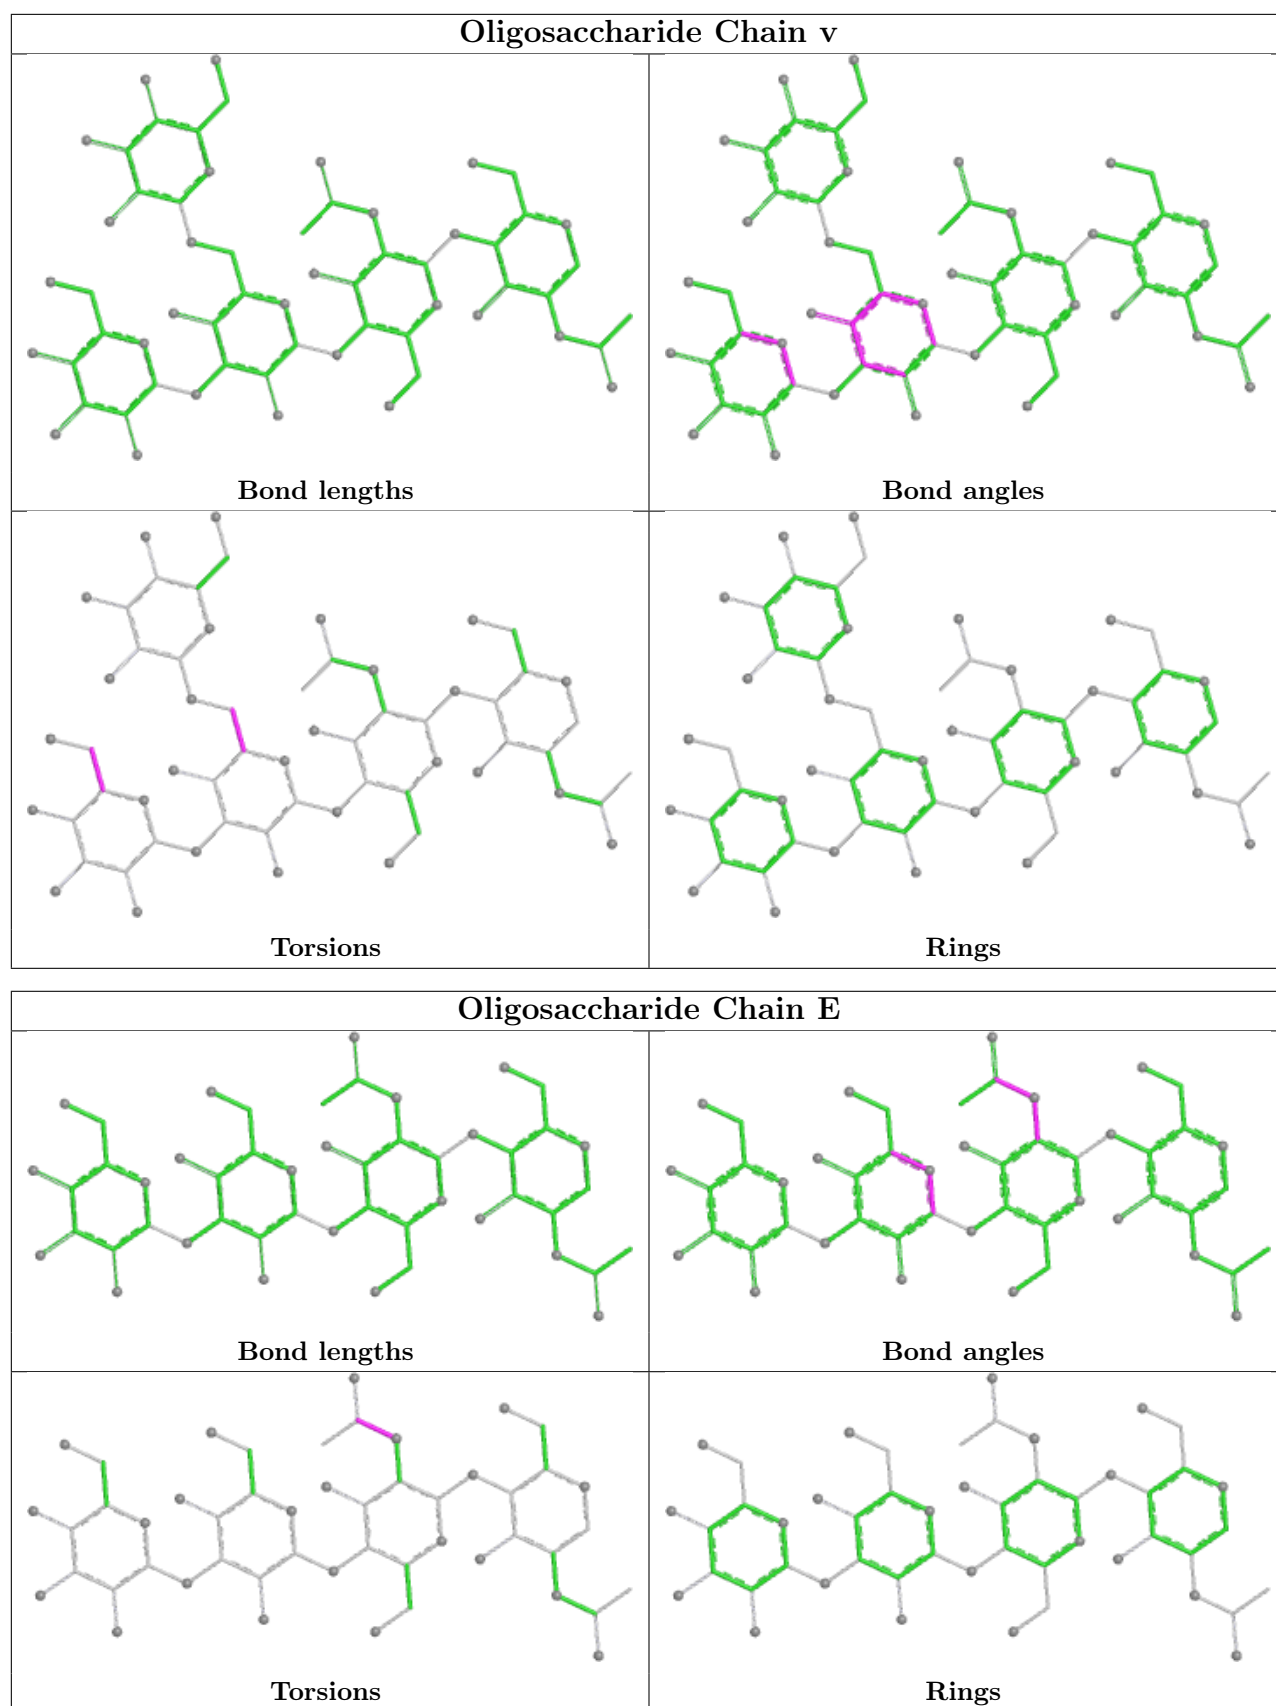 Oligosaccharide Chain v
Bond lengths
Bond angles
Torsions
Rings
Oligosaccharide Chain E
Bond lengths
Bond angles
Torsions
Rings